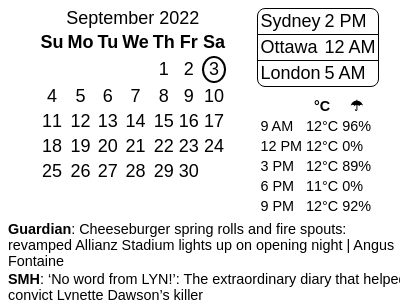 September 2022
Su Mo Tu We Th Fr Sa
1 2 3
4 5 6 7 8 9 10
11 12 13 14 15 16 17
18 19 20 21 22 23 24
25 26 27 28 29 30
Sydney 2 PM
Ottawa 12 AM
London 5 AM
°C ☂
9 AM 12°C 96%
12 PM 12°C 0%
3 PM 12°C 89%
6 PM 11°C 0%
9 PM 12°C 92%
Guardian: Cheeseburger spring rolls and fire spouts:
revamped Allianz Stadium lights up on opening night | Angus
Fontaine
SMH: ‘No word from LYN!’: The extraordinary diary that helpe
convict Lynette Dawson’s killer